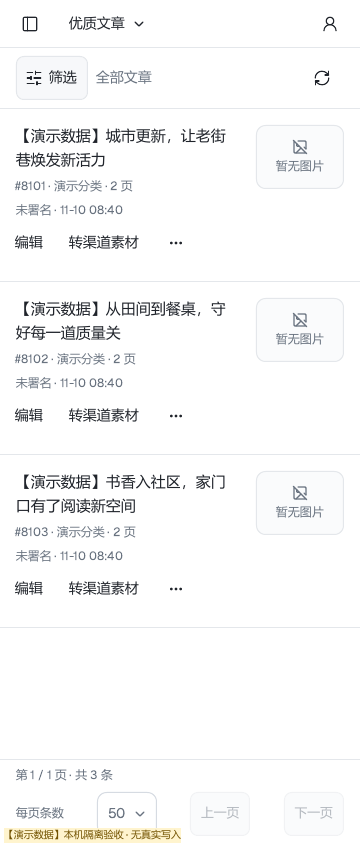 优质文章
筛选 全部文章
【演示数据】城市更新，让老街
巷焕发新活力
#8101 · 演示分类 · 2 页
未署名 · 11-10 08:40
暂无图片
编辑 转渠道素材
【演示数据】从田间到餐桌，守
好每一道质量关
#8102 · 演示分类 · 2 页
未署名 · 11-10 08:40
暂无图片
编辑 转渠道素材
【演示数据】书香入社区，家门
口有了阅读新空间
#8103 · 演示分类 · 2 页
未署名 · 11-10 08:40
暂无图片
编辑 转渠道素材
第 1 / 1 页 · 共 3 条
每页条数 50 上一页 下一页
【演示数据】本机隔离验收 · 无真实写入